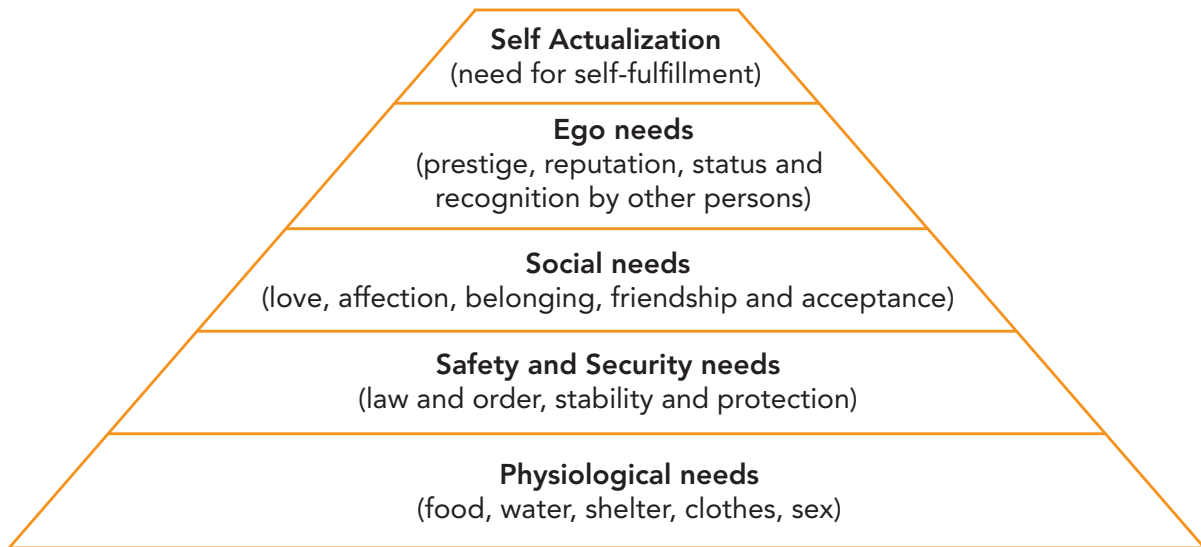 Self Actualization
(need for self-fulfillment)
Ego needs
(prestige, reputation, status and
recognition by other persons)
Social needs
(love, affection, belonging, friendship and acceptance)
Safety and Security needs
(law and order, stability and protection)
Physiological needs
(food, water, shelter, clothes, sex)